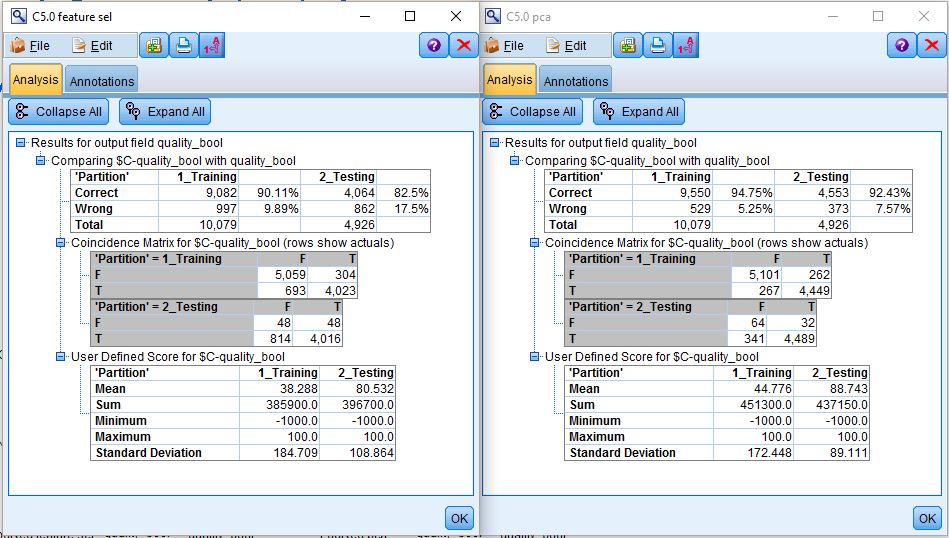 C5.0 feature sel
File Edit
Analysis Annotations
Collapse All Expand All
Results for output field quality_bool
Comparing $C-quality_bool with quality_bool
'Partition' 1_Training 2_Testing
Correct 9,082 90.11% 4,064 82.5%
Wrong 997 9.89% 862 17.5%
Total 10,079 4,926
Coincidence Matrix for $C-quality_bool (rows show actuals)
'Partition' = 1_Training F T
F 5,059 304
T 693 4,023
'Partition' = 2_Testing F T
F 48 48
T 814 4,016
User Defined Score for $C-quality_bool
'Partition' 1_Training 2_Testing
Mean 38.288 80.532
Sum 385900.0 396700.0
Minimum -1000.0 -1000.0
Maximum 100.0 100.0
Standard Deviation 184.709 108.864
OK
C5.0 pca
File Edit
Analysis Annotations
Collapse All Expand All
Results for output field quality_bool
Comparing $C-quality_bool with quality_bool
'Partition' 1_Training 2_Testing
Correct 9,550 94.75% 4,553 92.43%
Wrong 529 5.25% 373 7.57%
Total 10,079 4,926
Coincidence Matrix for $C-quality_bool (rows show actuals)
'Partition' = 1_Training F T
F 5,101 262
T 267 4,449
'Partition' = 2_Testing F T
F 64 32
T 341 4,489
User Defined Score for $C-quality_bool
'Partition' 1_Training 2_Testing
Mean 44.776 88.743
Sum 451300.0 437150.0
Minimum -1000.0 -1000.0
Maximum 100.0 100.0
Standard Deviation 172.448 89.111
OK